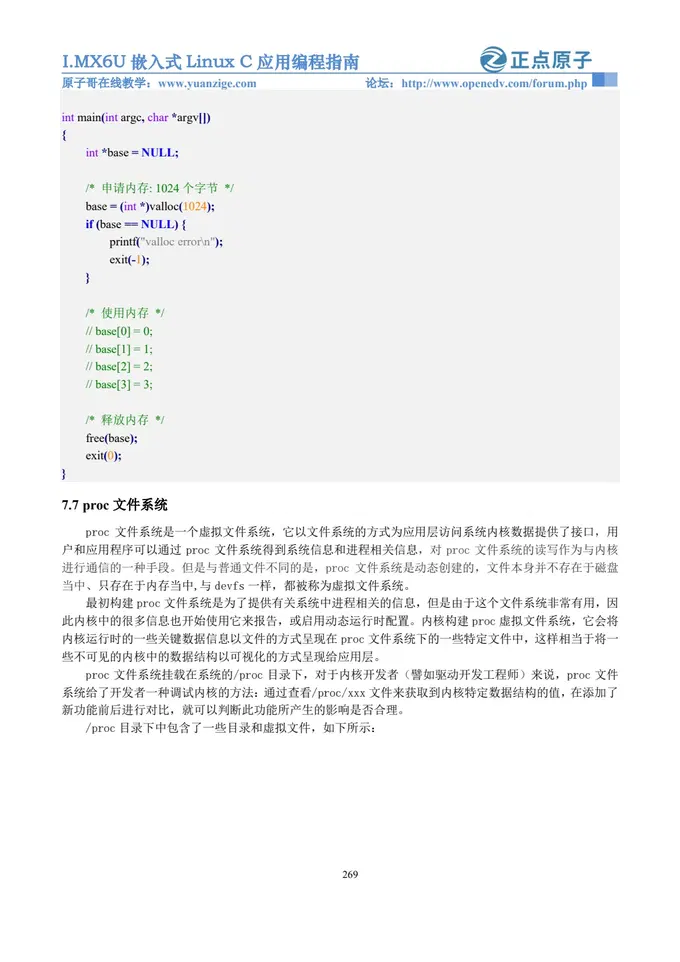 I.MX6U 嵌入式 Linux C 应用编程指南
正点原子
原子哥在线教学：www.yuanzige.com
论坛：http://www.openedv.com/forum.php
int main(int argc, char *argv[])
{
int *base = NULL;
/* 申请内存: 1024 个字节 */
base = (int *)valloc(1024);
if (base == NULL) {
printf("valloc error\n");
exit(-1);
}
/* 使用内存 */
// base[0] = 0;
// base[1] = 1;
// base[2] = 2;
// base[3] = 3;
/* 释放内存 */
free(base);
exit(0);
}
7.7 proc 文件系统
proc 文件系统是一个虚拟文件系统，它以文件系统的方式为应用层访问系统内核数据提供了接口，用
户和应用程序可以通过 proc 文件系统得到系统信息和进程相关信息，对 proc 文件系统的读写作为与内核
进行通信的一种手段。但是与普通文件不同的是，proc 文件系统是动态创建的，文件本身并不存在于磁盘
当中、只存在于内存当中,与 devfs 一样，都被称为虚拟文件系统。
最初构建 proc 文件系统是为了提供有关系统中进程相关的信息，但是由于这个文件系统非常有用，因
此内核中的很多信息也开始使用它来报告，或启用动态运行时配置。内核构建 proc 虚拟文件系统，它会将
内核运行时的一些关键数据信息以文件的方式呈现在 proc 文件系统下的一些特定文件中，这样相当于将一
些不可见的内核中的数据结构以可视化的方式呈现给应用层。
proc 文件系统挂载在系统的/proc 目录下，对于内核开发者（譬如驱动开发工程师）来说，proc 文件
系统给了开发者一种调试内核的方法：通过查看/proc/xxx 文件来获取到内核特定数据结构的值，在添加了
新功能前后进行对比，就可以判断此功能所产生的影响是否合理。
/proc 目录下中包含了一些目录和虚拟文件，如下所示：
269